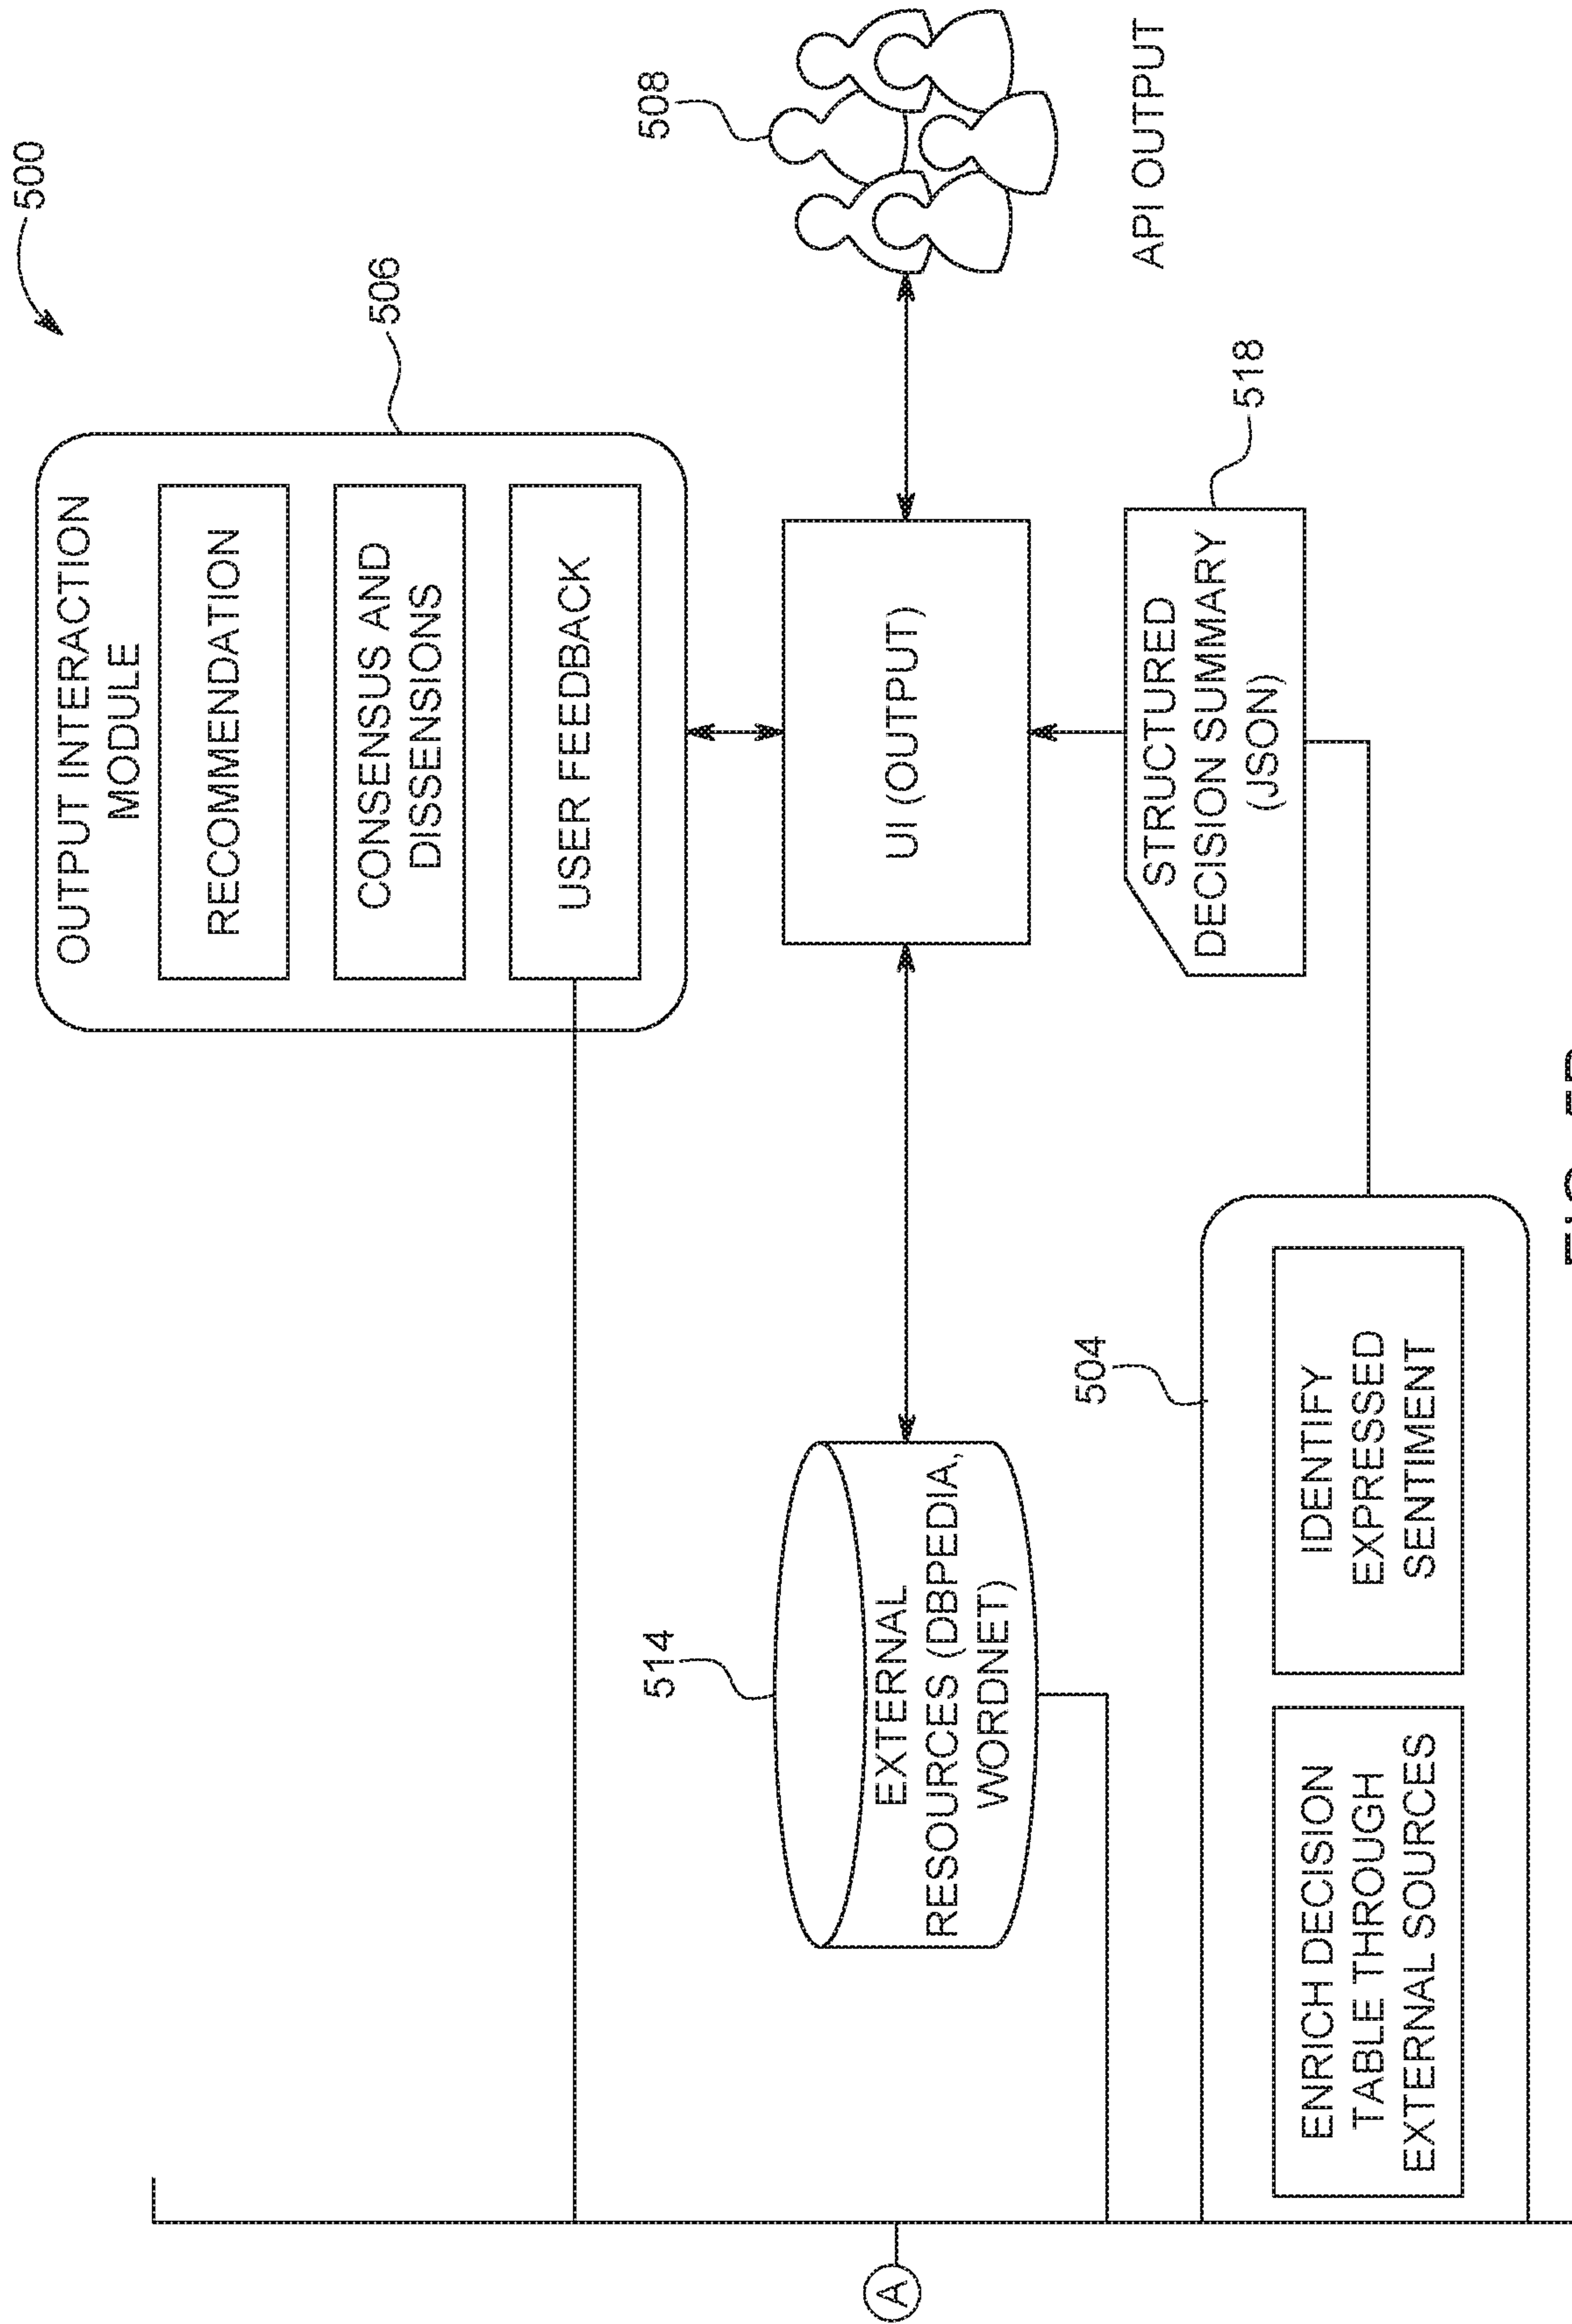 500
OUTPUT INTERACTION
MODULE
506
RECOMMENDATION
CONSENSUS AND
DISSENSIONS
USER FEEDBACK
508
API OUTPUT
UI (OUTPUT)
514
EXTERNAL
RESOURCES (DBPEDIA,
WORDNET)
518
STRUCTURED
DECISION SUMMARY
(JSON)
504
ENRICH DECISION
TABLE THROUGH
EXTERNAL SOURCES
IDENTIFY
EXPRESSED
SENTIMENT
A